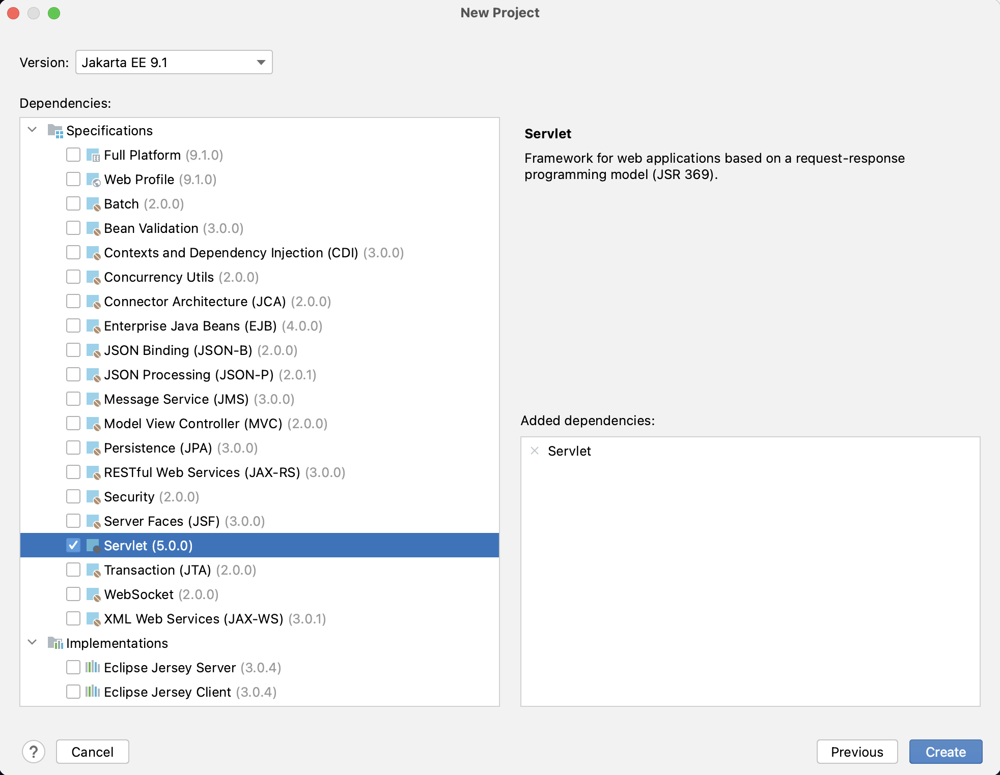 New Project
Version: Jakarta EE 9.1
Dependencies:
Specifications
Full Platform (9.1.0)
Web Profile (9.1.0)
Batch (2.0.0)
Bean Validation (3.0.0)
Contexts and Dependency Injection (CDI) (3.0.0)
Concurrency Utils (2.0.0)
Connector Architecture (JCA) (2.0.0)
Enterprise Java Beans (EJB) (4.0.0)
JSON Binding (JSON-B) (2.0.0)
JSON Processing (JSON-P) (2.0.1)
Message Service (JMS) (3.0.0)
Model View Controller (MVC) (2.0.0)
Persistence (JPA) (3.0.0)
RESTful Web Services (JAX-RS) (3.0.0)
Security (2.0.0)
Server Faces (JSF) (3.0.0)
Servlet (5.0.0)
Transaction (JTA) (2.0.0)
WebSocket (2.0.0)
XML Web Services (JAX-WS) (3.0.1)
Implementations
Eclipse Jersey Server (3.0.4)
Eclipse Jersey Client (3.0.4)
Servlet
Framework for web applications based on a request-response
programming model (JSR 369).
Added dependencies:
Servlet
? Cancel Previous Create